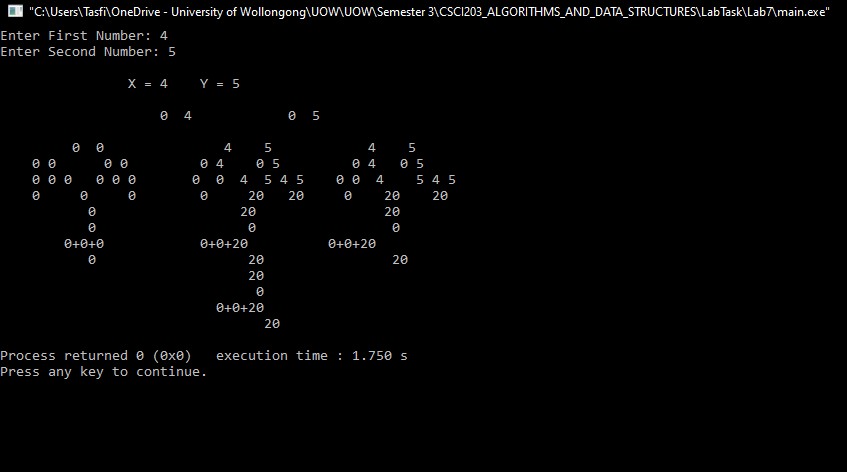 "C:\Users\Tasfi\OneDrive - University of Wollongong\UOW\UOW\Semester 3\CSCI203_ALGORITHMS_AND_DATA_STRUCTURES\LabTask\Lab7\main.exe"
Enter First Number: 4
Enter Second Number: 5
X = 4    Y = 5
0  4            0  5
0  0               4    5            4    5
0 0      0 0         0 4    0 5         0 4   0 5
0 0 0   0 0 0       0  0  4  5 4 5    0 0  4    5 4 5
0     0     0        0     20   20     0    20    20
0                  20                20
0                   0                 0
0+0+0            0+0+20          0+0+20
0                   20                20
20
0
0+0+20
20
Process returned 0 (0x0)   execution time : 1.750 s
Press any key to continue.